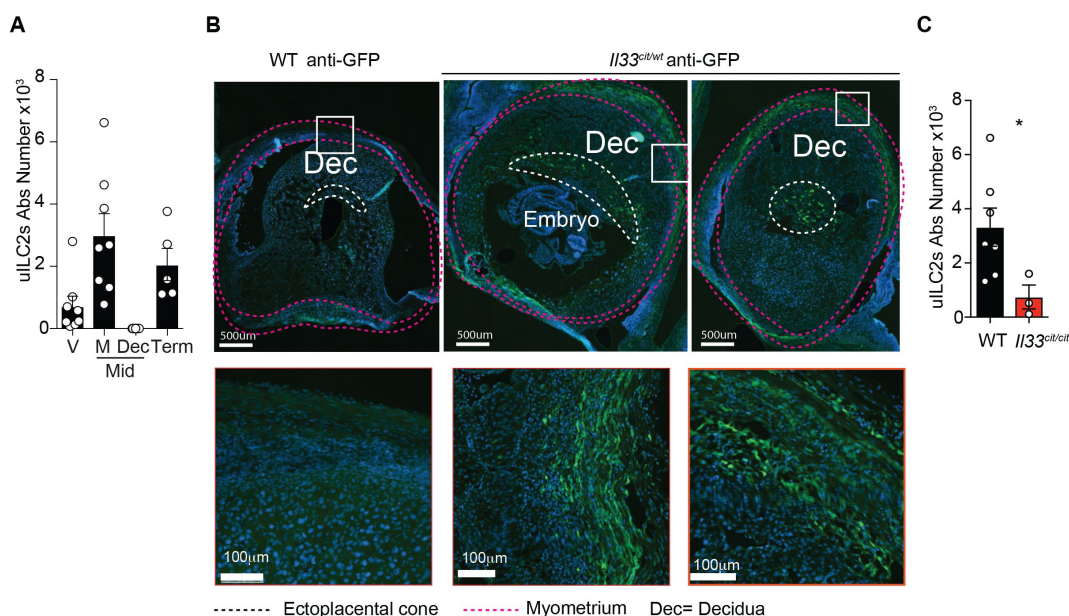 A
uILC2s Abs Number x10³
8
6
4
2
0
V M Dec Term
Mid
B
WT anti-GFP
Il33cit/wt anti-GFP
Dec
500um
Dec
Embryo
500um
Dec
500um
100μm
100μm
100μm
Ectoplacental cone Myometrium Dec= Decidua
C
uILC2s Abs Number x10³
8
6
4
2
0
*
WT Il33cit/cit